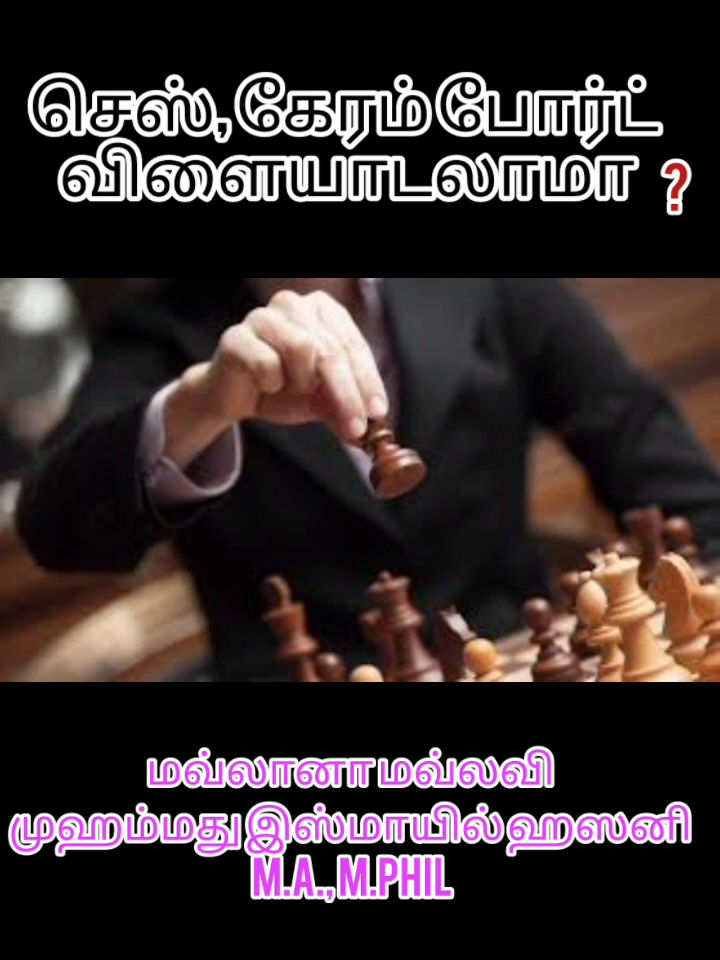 செஸ்,கேரம்போர்ட்
விளையாடலாமா ?
மவ்லானா மவ்லவி
முஹம்மது இஸ்மாயில் ஹஸனி
M.A., M.PHIL